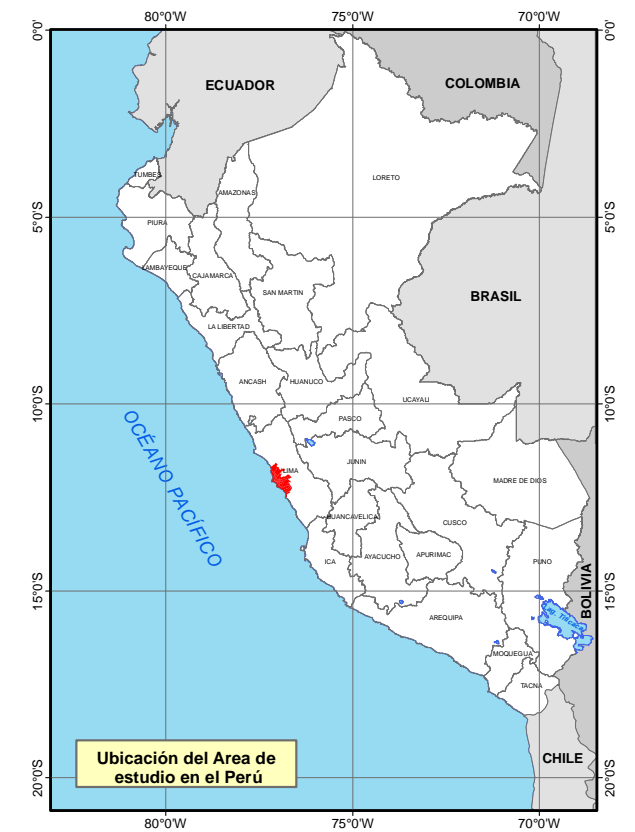 80°0'W 75°0'W 70°0'W
0°0' 0°0'
ECUADOR
COLOMBIA
TUMBES
LORETO
AMAZONAS
5°0'S 5°0'S
PIURA
LAMBAYEQUE
CAJAMARCA
SAN MARTIN
BRASIL
LA LIBERTAD
ANCASH
HUANUCO
UCAYALI
10°0'S 10°0'S
PASCO
OCÉANO PACÍFICO
JUNIN
LIMA
MADRE DE DIOS
HUANCAVELICA
CUSCO
ICA
AYACUCHO
APURIMAC
PUNO
BOLIVIA
15°0'S 15°0'S
Lag. Titicaca
AREQUIPA
MOQUEGUA
TACNA
CHILE
Ubicación del Area de
estudio en el Perú
20°0'S 20°0'S
80°0'W 75°0'W 70°0'W